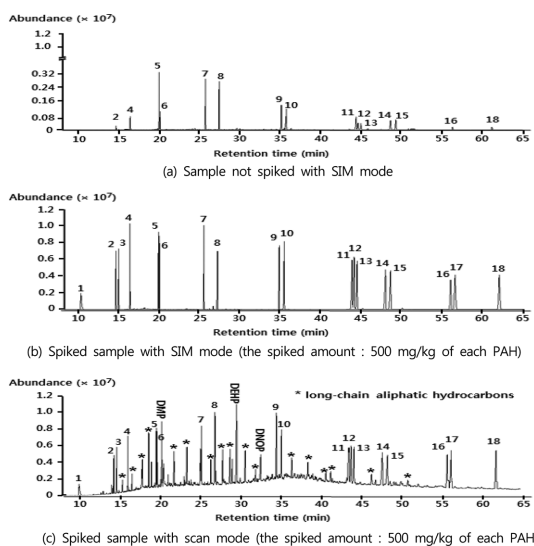 Abundance (× 10⁷)
1.2
1.0
0.32
0.24
0.16
0.08
0
2 4 5 6 7 8 9 10 11 12 13 14 15 16 18
10 15 20 25 30 35 40 45 50 55 60 65
Retention time (min)
(a) Sample not spiked with SIM mode
Abundance (× 10⁷)
1.2
1.0
0.8
0.6
0.4
0.2
0
1 2 3 4 5 6 7 8 9 10 11 12 13 14 15 16 17 18
10 15 20 25 30 35 40 45 50 55 60 65
Retention time (min)
(b) Spiked sample with SIM mode (the spiked amount : 500 mg/kg of each PAH)
Abundance (× 10⁷)
1.2
1.0
0.8
0.6
0.4
0.2
0
* long-chain aliphatic hydrocarbons
DMP DEHP DNOP
1 2 3 4 5 6 7 8 9 10 11 12 13 14 15 16 17 18
10 15 20 25 30 35 40 45 50 55 60 65
Retention time (min)
(c) Spiked sample with scan mode (the spiked amount : 500 mg/kg of each PAH